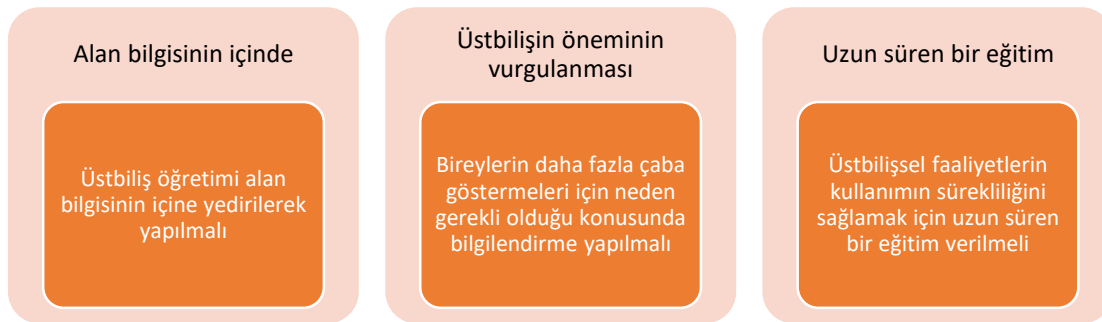 Alan bilgisinin içinde
Üstbiliş öğretimi alan
bilgisinin içine yedirilerek
yapılmalı
Üstbilişin öneminin
vurgulanması
Bireylerin daha fazla çaba
göstermeleri için neden
gerekli olduğu konusunda
bilgilendirme yapılmalı
Uzun süren bir eğitim
Üstbilişsel faaliyetlerin
kullanımın sürekliliğini
sağlamak için uzun süren
bir eğitim verilmeli